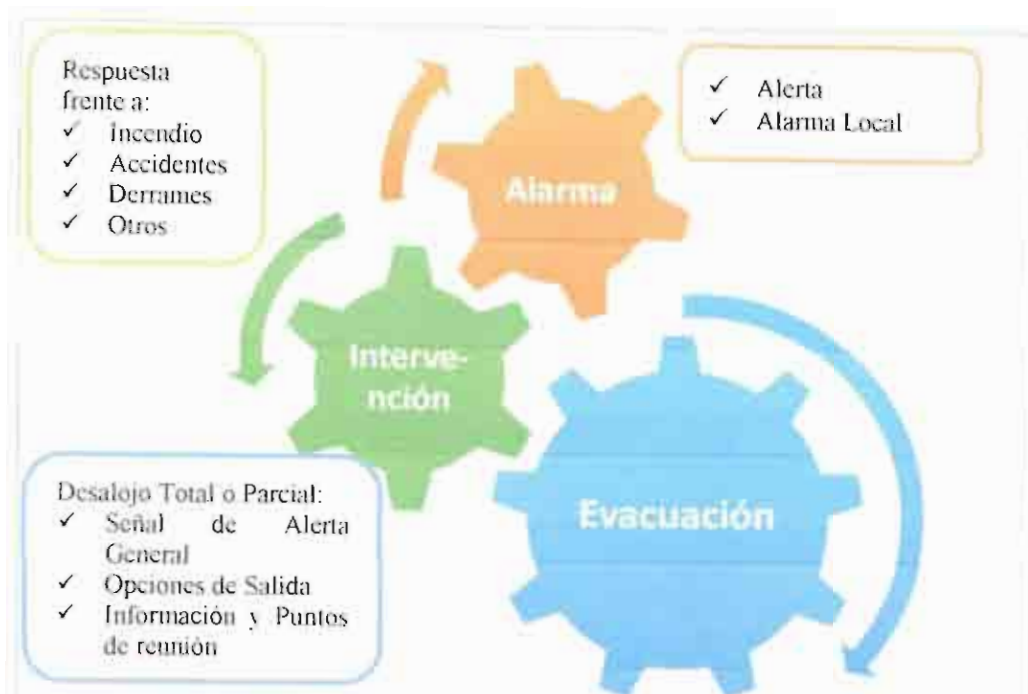 Respuesta
frente a:
✓ Incendio
✓ Accidentes
✓ Derrames
✓ Otros
✓ Alerta
✓ Alarma Local
Alarma
Interve-
nción
Evacuación
Desalojo Total o Parcial:
✓ Señal de Alerta
General
✓ Opciones de Salida
✓ Información y Puntos
de reunión